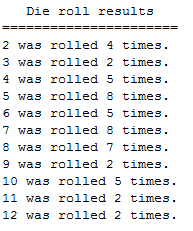 Die roll results
======================
2 was rolled 4 times.
3 was rolled 2 times.
4 was rolled 5 times.
5 was rolled 8 times.
6 was rolled 5 times.
7 was rolled 8 times.
8 was rolled 7 times.
9 was rolled 2 times.
10 was rolled 5 times.
11 was rolled 2 times.
12 was rolled 2 times.